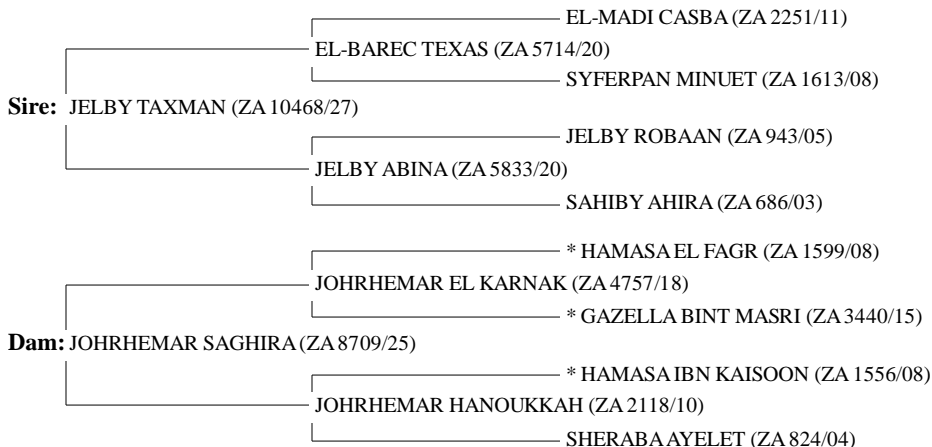 EL-MADI CASBA (ZA 2251/11)
EL-BAREC TEXAS (ZA 5714/20)
SYFERPAN MINUET (ZA 1613/08)
Sire: JELBY TAXMAN (ZA 10468/27)
JELBY ROBAAN (ZA 943/05)
JELBY ABINA (ZA 5833/20)
SAHIBY AHIRA (ZA 686/03)
* HAMASA EL FAGR (ZA 1599/08)
JOHRHEMAR EL KARNAK (ZA 4757/18)
* GAZELLA BINT MASRI (ZA 3440/15)
Dam: JOHRHEMAR SAGHIRA (ZA 8709/25)
* HAMASA IBN KAISOON (ZA 1556/08)
JOHRHEMAR HANOUKKAH (ZA 2118/10)
SHERABA AYELET (ZA 824/04)